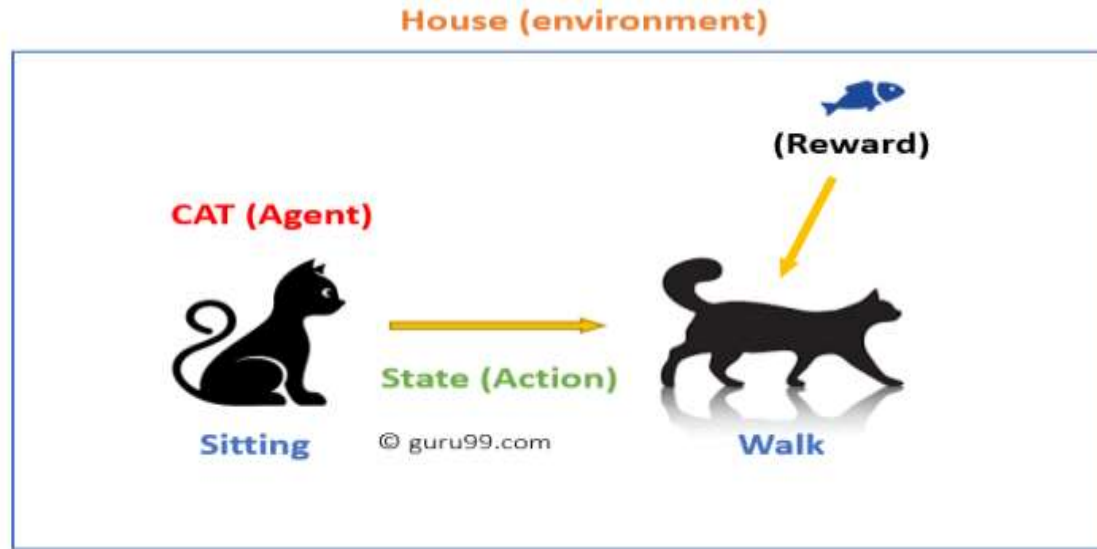 House (environment)
(Reward)
CAT (Agent)
State (Action)
Sitting
© guru99.com
Walk